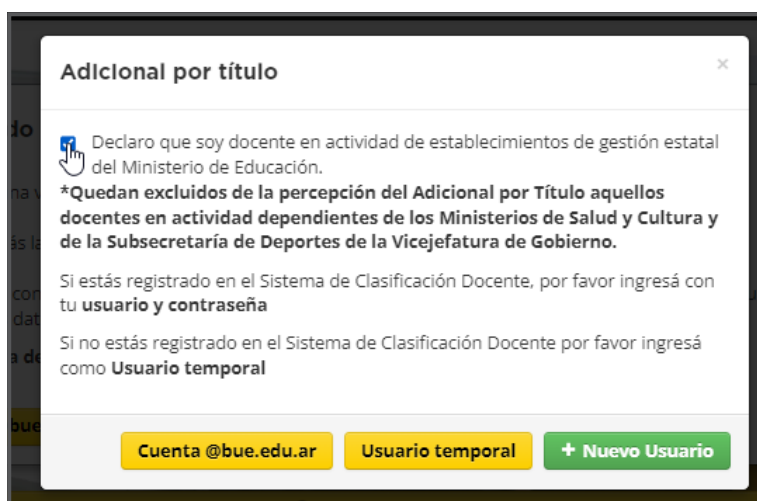 Adicional por título
×
Declaro que soy docente en actividad de establecimientos de gestión estatal
del Ministerio de Educación.
*Quedan excluidos de la percepción del Adicional por Título aquellos
docentes en actividad dependientes de los Ministerios de Salud y Cultura y
de la Subsecretaría de Deportes de la Vicejefatura de Gobierno.
Si estás registrado en el Sistema de Clasificación Docente, por favor ingresá con
tu usuario y contraseña
Si no estás registrado en el Sistema de Clasificación Docente por favor ingresá
como Usuario temporal
Cuenta @bue.edu.ar
Usuario temporal
+ Nuevo Usuario